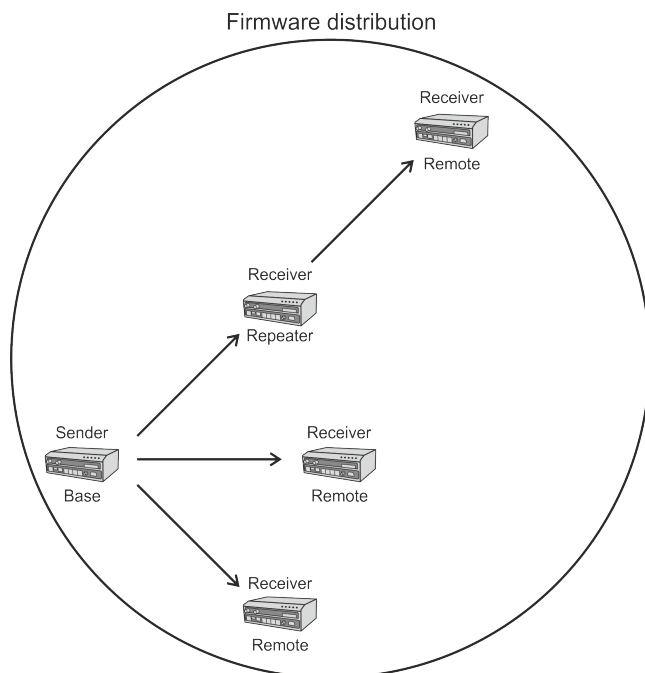 Firmware distribution
Receiver
Remote
Receiver
Repeater
Sender
Base
Receiver
Remote
Receiver
Remote